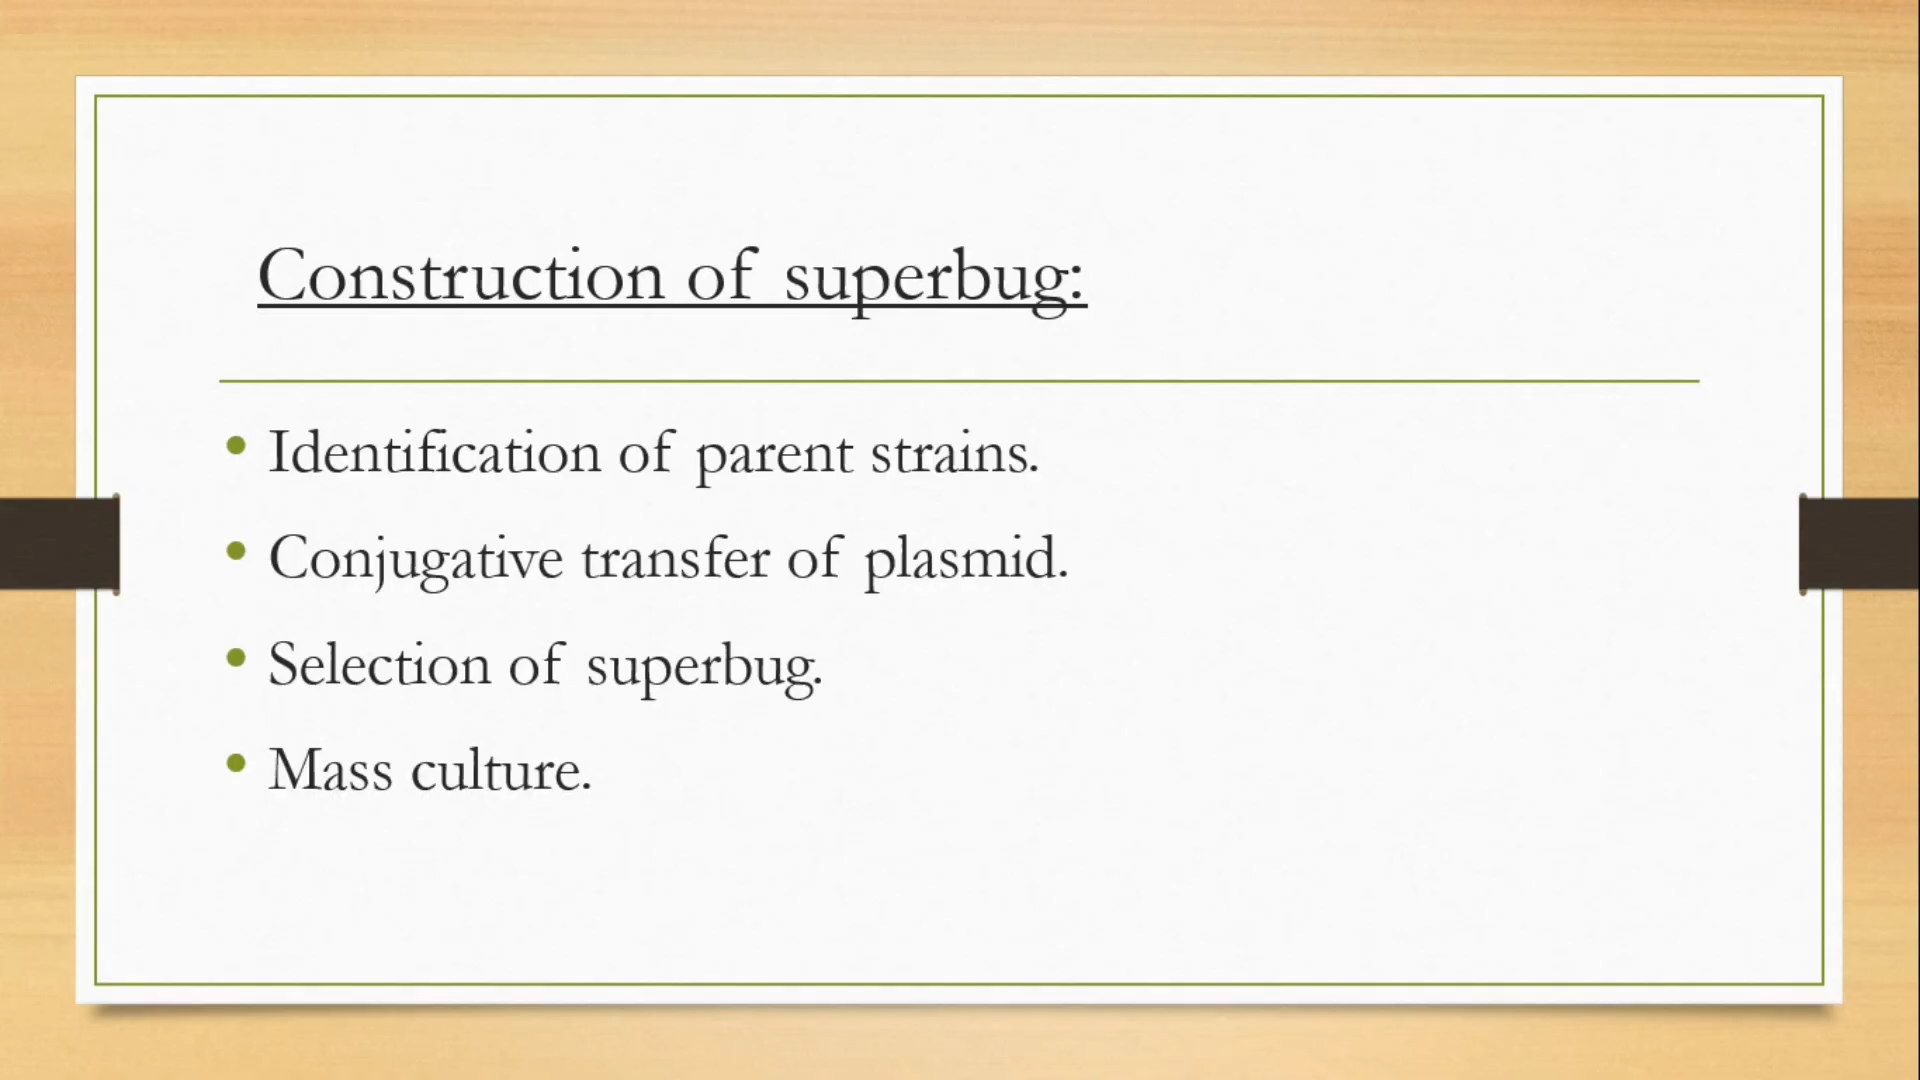 Construction of superbug:
Identification of parent strains.
Conjugative transfer of plasmid.
Selection of superbug.
Mass culture.